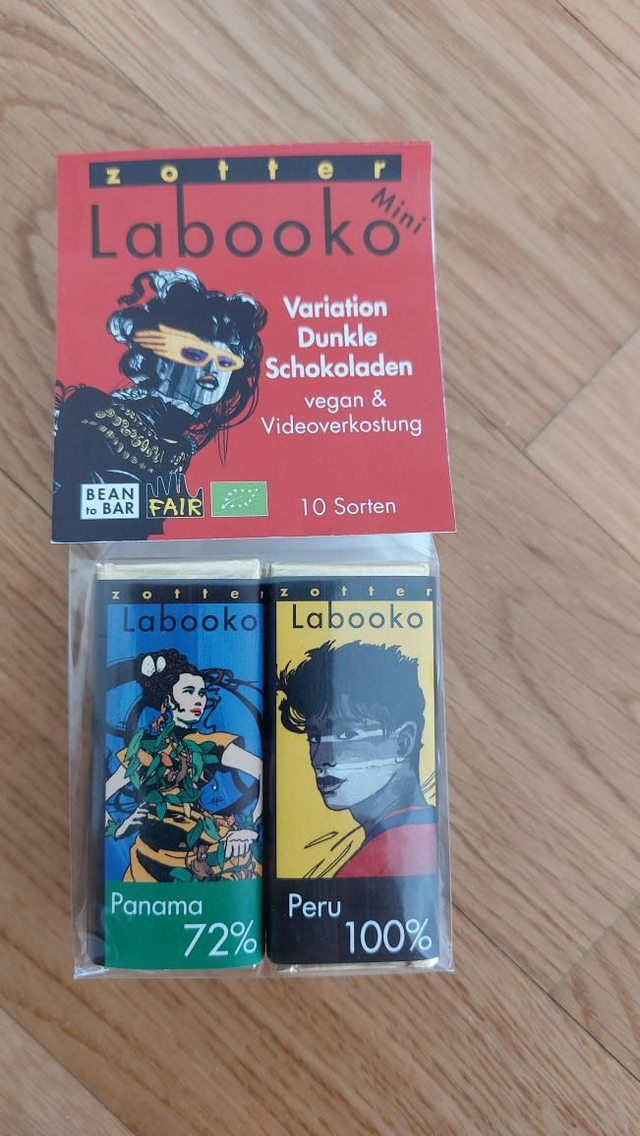 zotter
Labooko
Mini
Variation
Dunkle
Schokoladen
vegan &
Videoverkostung
BEAN
to BAR
FAIR
10 Sorten
zotter
Labooko
Panama
72%
zotter
Labooko
Peru
100%